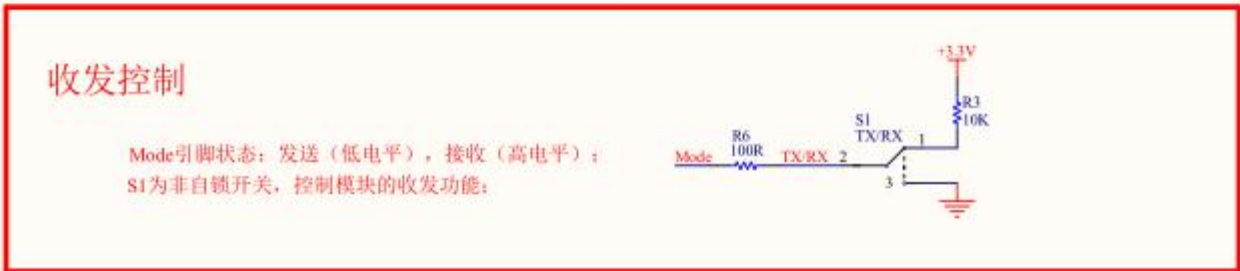 收发控制
Mode引脚状态：发送（低电平），接收（高电平）；
S1为非自锁开关，控制模块的收发功能；
+3.3V
R3
10K
S1
TX/RX
1
R6
100R
Mode
TX/RX
2
3